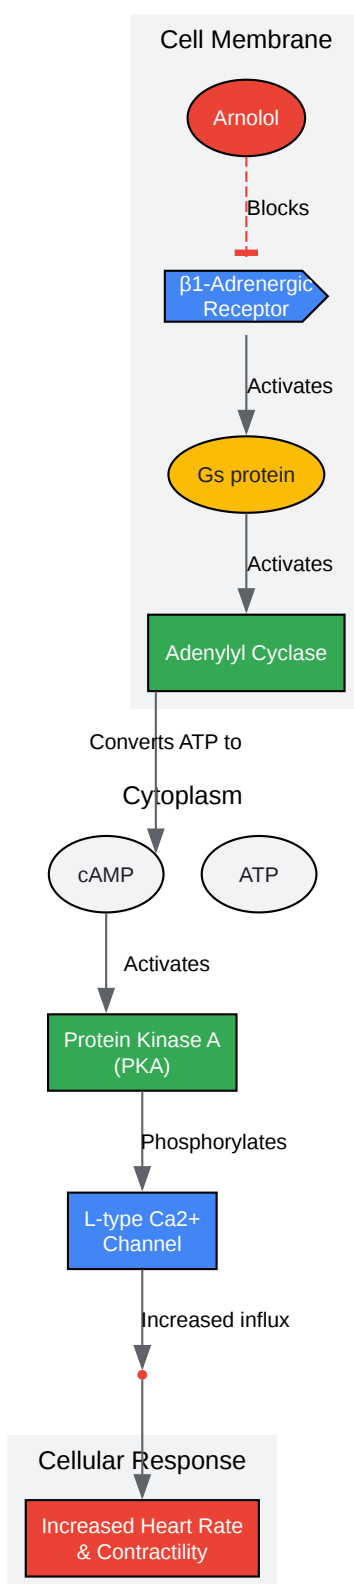 Cell Membrane
Arnolol
Blocks
β1-Adrenergic
Receptor
Activates
Gs protein
Activates
Adenylyl Cyclase
Converts ATP to
Cytoplasm
cAMP
ATP
Activates
Protein Kinase A
(PKA)
Phosphorylates
L-type Ca2+
Channel
Increased influx
Cellular Response
Increased Heart Rate
& Contractility